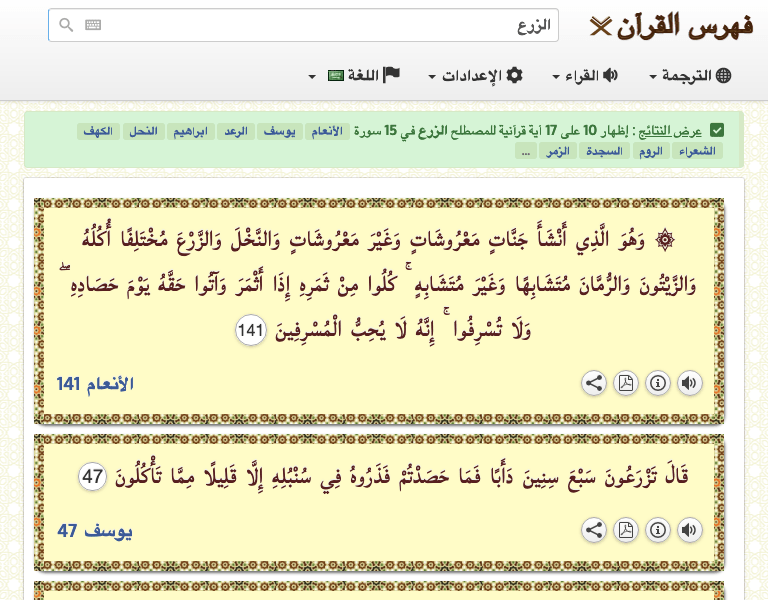 فهرس القرآن
الزرع
الترجمة القراء الإعدادات اللغة
عرض النتائج : إظهار 10 على 17 آية قرآنية للمصطلح الزرع في 15 سورة الأنعام يوسف الرعد ابراهيم النحل الكهف
الشعراء الروم السجدة الزمر ...
۞ وَهُوَ الَّذِي أَنْشَأَ جَنَّاتٍ مَعْرُوشَاتٍ وَغَيْرَ مَعْرُوشَاتٍ وَالنَّخْلَ وَالزَّرْعَ مُخْتَلِفًا أُكُلُهُ
وَالزَّيْتُونَ وَالرُّمَّانَ مُتَشَابِهًا وَغَيْرَ مُتَشَابِهٍ ۚ كُلُوا مِنْ ثَمَرِهِ إِذَا أَثْمَرَ وَآتُوا حَقَّهُ يَوْمَ حَصَادِهِ ۖ
وَلَا تُسْرِفُوا ۚ إِنَّهُ لَا يُحِبُّ الْمُسْرِفِينَ 141
الأنعام 141
قَالَ تَزْرَعُونَ سَبْعَ سِنِينَ دَأَبًا فَمَا حَصَدْتُمْ فَذَرُوهُ فِي سُنْبُلِهِ إِلَّا قَلِيلًا مِمَّا تَأْكُلُونَ 47
يوسف 47